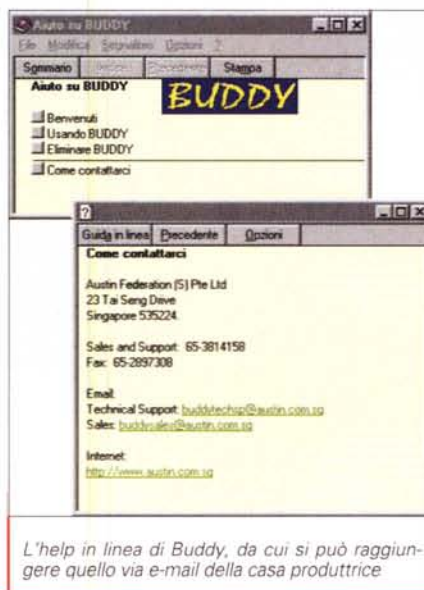 Aiuto su BUDDY
File Modifica Segnalibro Opzioni ?
Sommario Precedente Stampa
Aiuto su BUDDY
BUDDY
Benvenuti
Usando BUDDY
Eliminare BUDDY
Come contattarci
?
Guida in linea Precedente Opzioni
Come contattarci
Austin Federation (S) Pte Ltd
23 Tai Seng Drive
Singapore 535224.
Sales and Support: 65-3814158
Fax: 65-2897308
Email:
Technical Support: buddytechsp@austin.com.sg
Sales: buddysales@austin.com.sg
Internet:
http://www.austin.com.sg
L'help in linea di Buddy, da cui si può raggiun-
gere quello via e-mail della casa produttrice